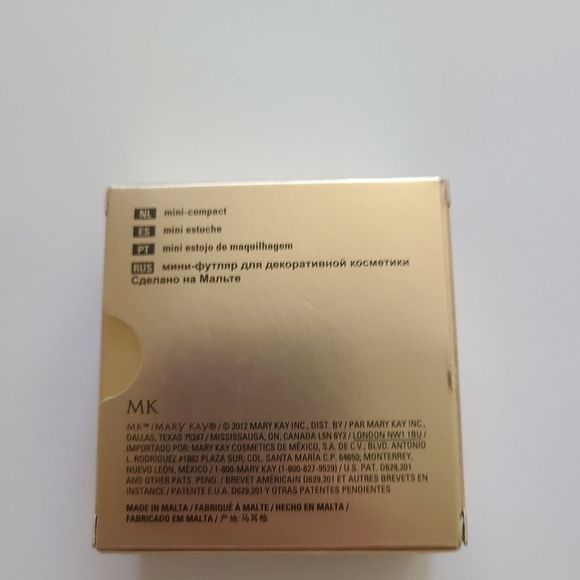 NL mini-compact
ES mini estuche
PT mini estojo de maquilhagem
RUS мини-футляр для декоративной косметики
Сделано на Мальте
MK
MK™/MARY KAY® / © 2012 MARY KAY INC., DIST. BY / PAR MARY KAY INC.,
DALLAS, TEXAS 75247 / MISSISSAUGA, ON, CANADA L5N 6Y2 / LONDON NW1 1BU /
IMPORTADO POR: MARY KAY COSMETICS DE MÉXICO, S.A. DE C.V.; BLVD. ANTONIO
L. RODRÍGUEZ #1882 PLAZA SUR; COL. SANTA MARÍA C.P. 64650; MONTERREY,
NUEVO LEÓN, MÉXICO / 1-800-MARY KAY (1-800-627-9529) / U.S. PAT. D629,201
AND OTHER PATS. PEND. / BREVET AMÉRICAIN D629,201 ET AUTRES BREVETS EN
INSTANCE / PATENTE E.U.A. D629,201 Y OTRAS PATENTES PENDIENTES
MADE IN MALTA / FABRIQUÉ À MALTE / HECHO EN MALTA /
FABRICADO EM MALTA / 产地:马耳他